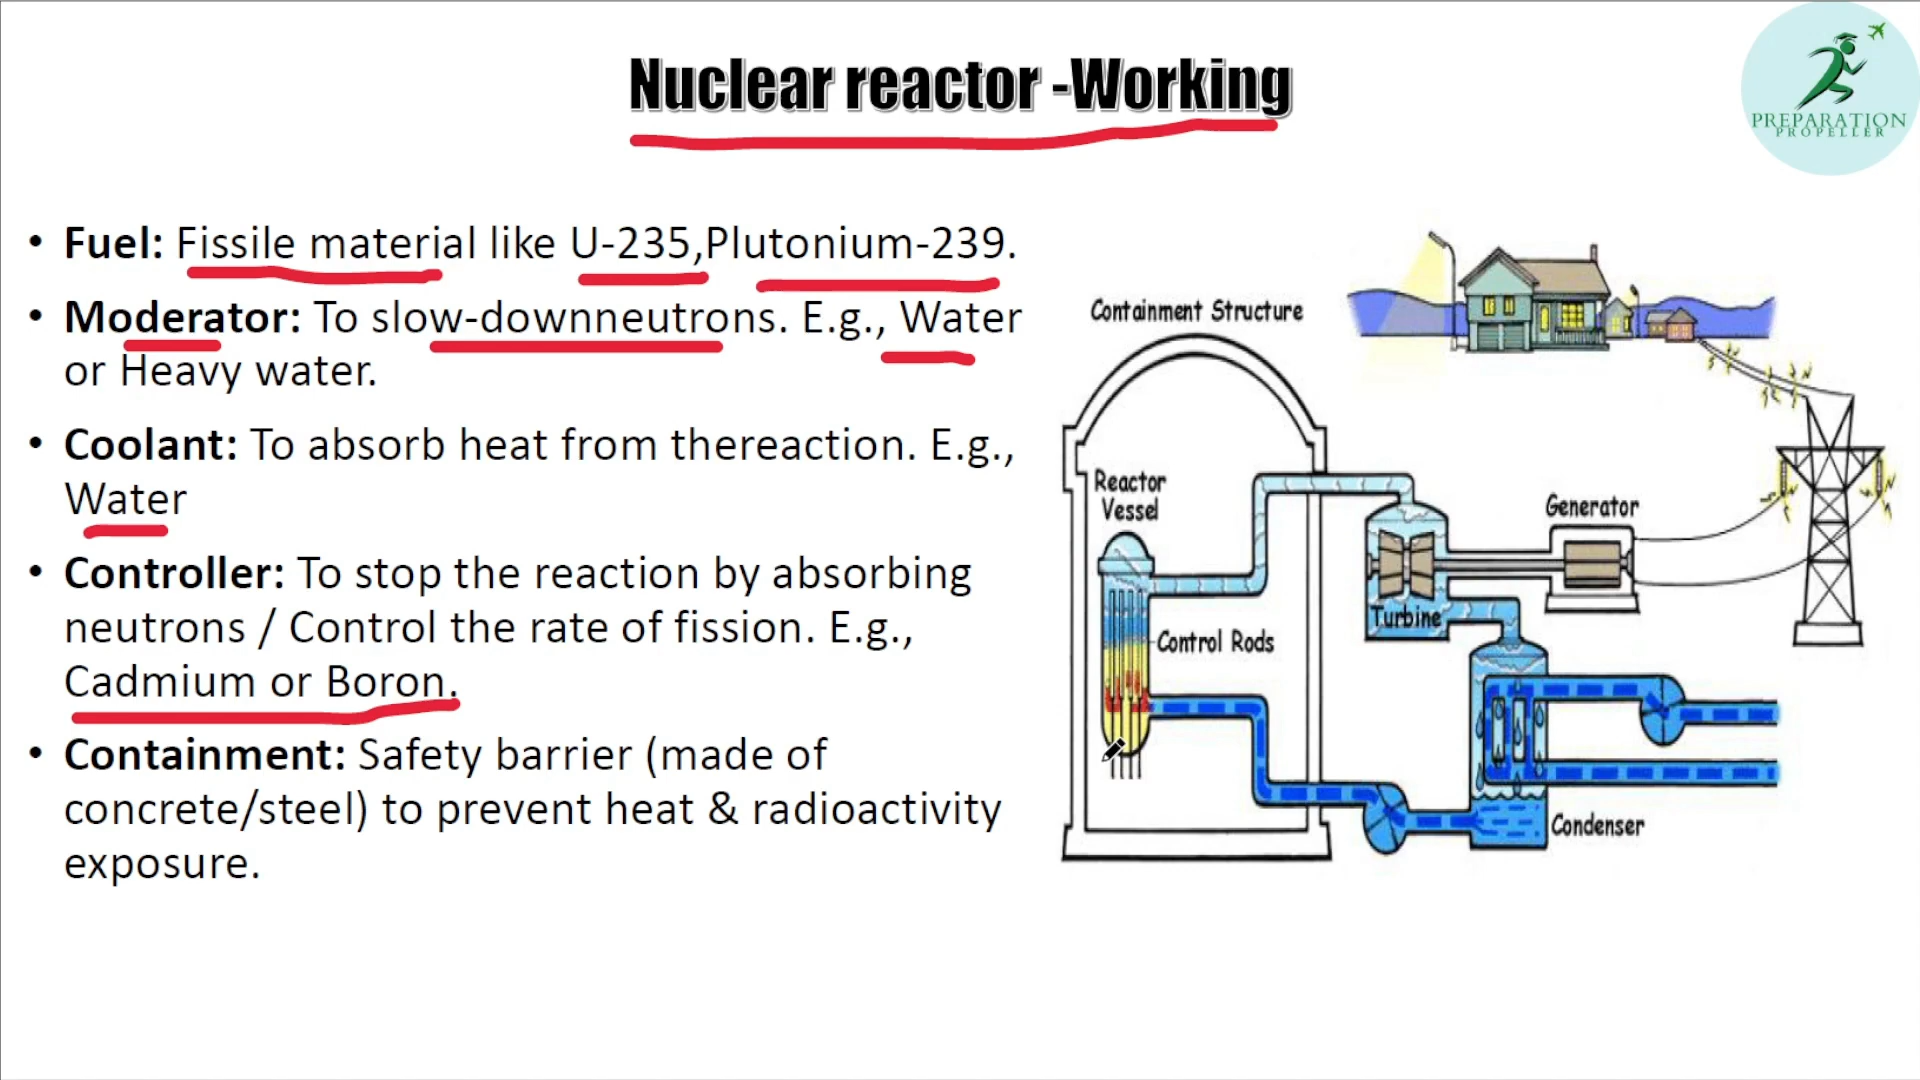 Nuclear reactor -Working
PREPARATION
PROPELLER
• Fuel: Fissile material like U-235,Plutonium-239.
• Moderator: To slow-downneutrons. E.g., Water
or Heavy water.
• Coolant: To absorb heat from thereaction. E.g.,
Water
• Controller: To stop the reaction by absorbing
neutrons / Control the rate of fission. E.g.,
Cadmium or Boron.
• Containment: Safety barrier (made of
concrete/steel) to prevent heat & radioactivity
exposure.
Containment Structure
Reactor
Vessel
Control Rods
Turbine
Generator
Condenser